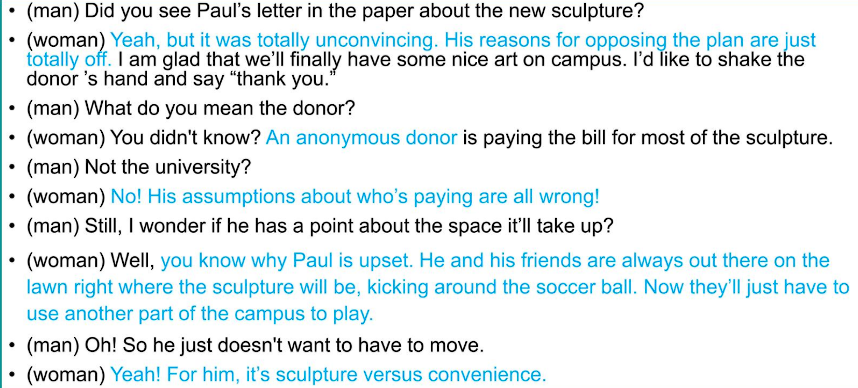 • (man) Did you see Paul’s letter in the paper about the new sculpture?
• (woman) Yeah, but it was totally unconvincing. His reasons for opposing the plan are just
totally off. I am glad that we’ll finally have some nice art on campus. I’d like to shake the
donor ’s hand and say “thank you.”
• (man) What do you mean the donor?
• (woman) You didn't know? An anonymous donor is paying the bill for most of the sculpture.
• (man) Not the university?
• (woman) No! His assumptions about who’s paying are all wrong!
• (man) Still, I wonder if he has a point about the space it’ll take up?
• (woman) Well, you know why Paul is upset. He and his friends are always out there on the
lawn right where the sculpture will be, kicking around the soccer ball. Now they’ll just have to
use another part of the campus to play.
• (man) Oh! So he just doesn't want to have to move.
• (woman) Yeah! For him, it’s sculpture versus convenience.